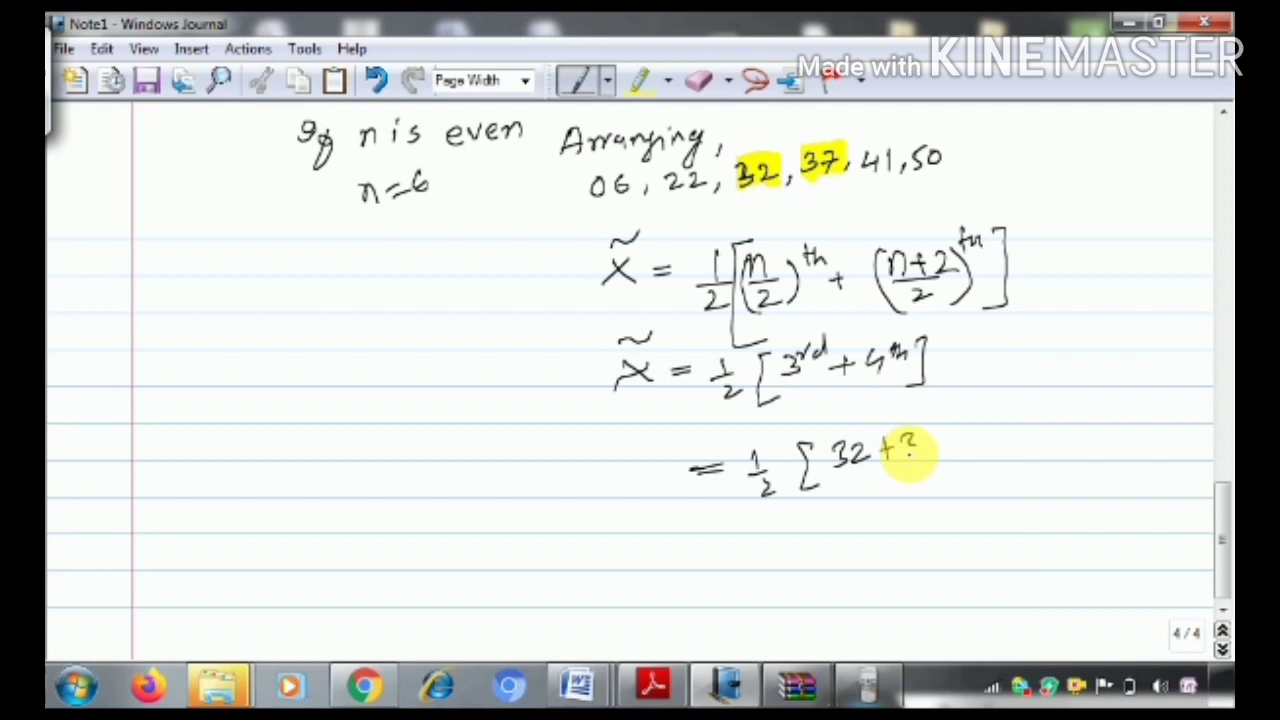 Note1 - Windows Journal
File Edit View Insert Actions Tools Help
Made with KINEMASTER
Page Width
If n is even Arranging,
n=6 06, 22, 32, 37, 41, 50
X̃ = 1/2 [(n/2)th + (n+2/2)th]
X̃ = 1/2 [3rd + 4th]
= 1/2 [32 + 3
4 / 4